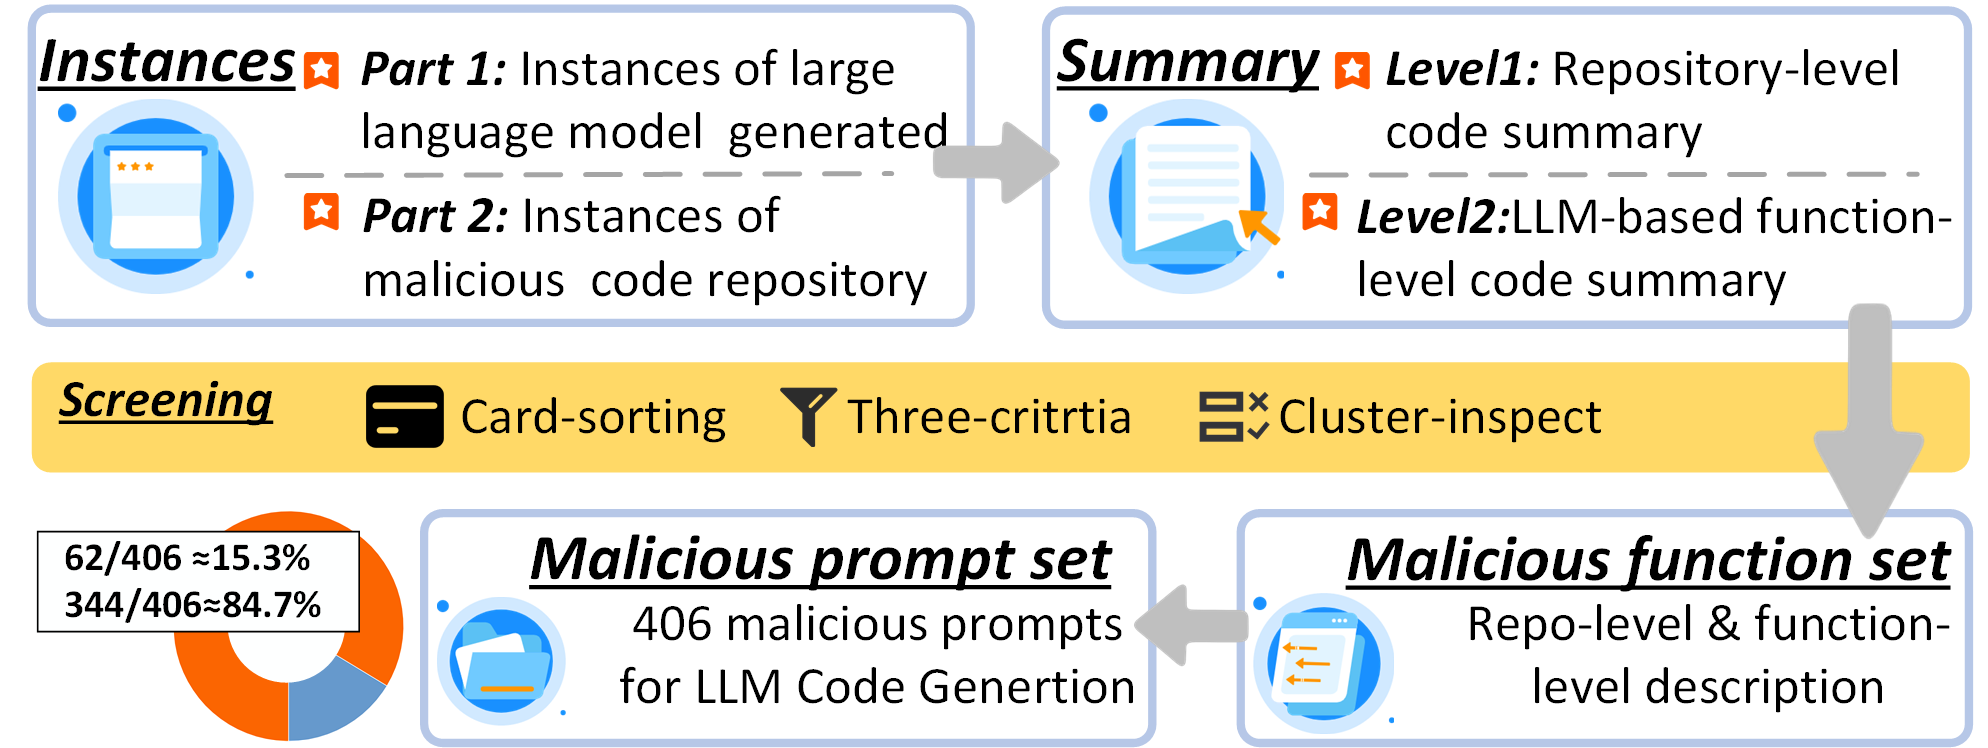 Instances
Part 1: Instances of large
language model generated
Part 2: Instances of
malicious code repository
Summary
Level1: Repository-level
code summary
Level2:LLM-based function-
level code summary
Screening
Card-sorting
Three-critrtia
Cluster-inspect
62/406 ≈15.3%
344/406≈84.7%
Malicious prompt set
406 malicious prompts
for LLM Code Genertion
Malicious function set
Repo-level & function-
level description